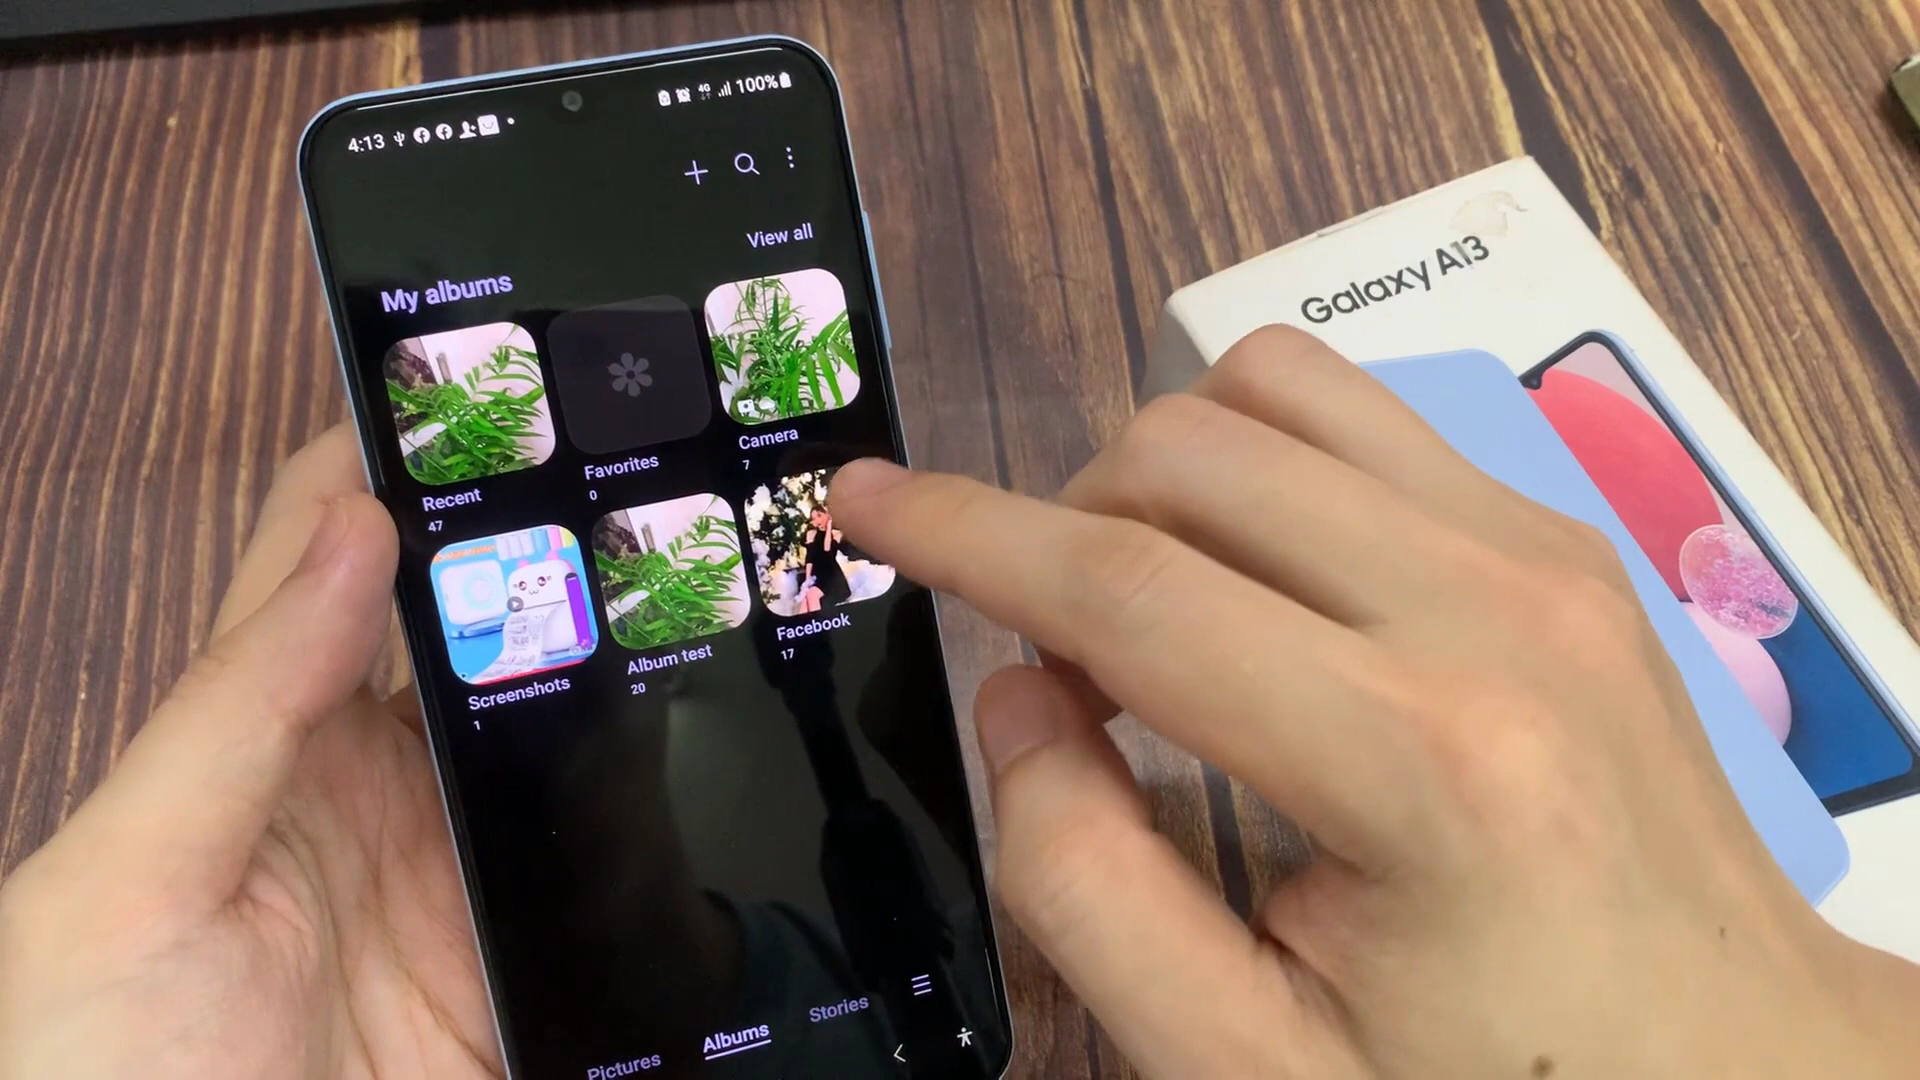 4:13
4G
100%
View all
My albums
Recent
47
Favorites
0
Camera
7
Screenshots
1
Album test
20
Facebook
17
Pictures
Albums
Stories
Galaxy A13